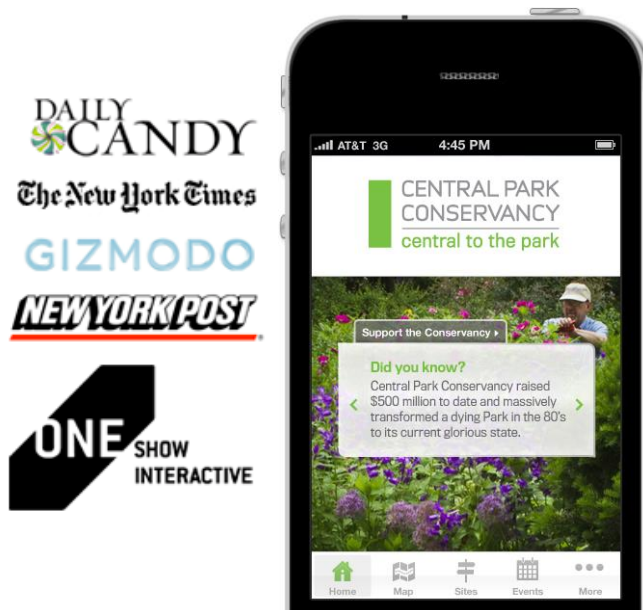 DAILY
CANDY
The New York Times
GIZMODO
NEW YORK POST
ONE SHOW
INTERACTIVE
AT&T 3G 4:45 PM
CENTRAL PARK
CONSERVANCY
central to the park
Support the Conservancy
Did you know?
Central Park Conservancy raised
$500 million to date and massively
transformed a dying Park in the 80's
to its current glorious state.
Home Map Sites Events More